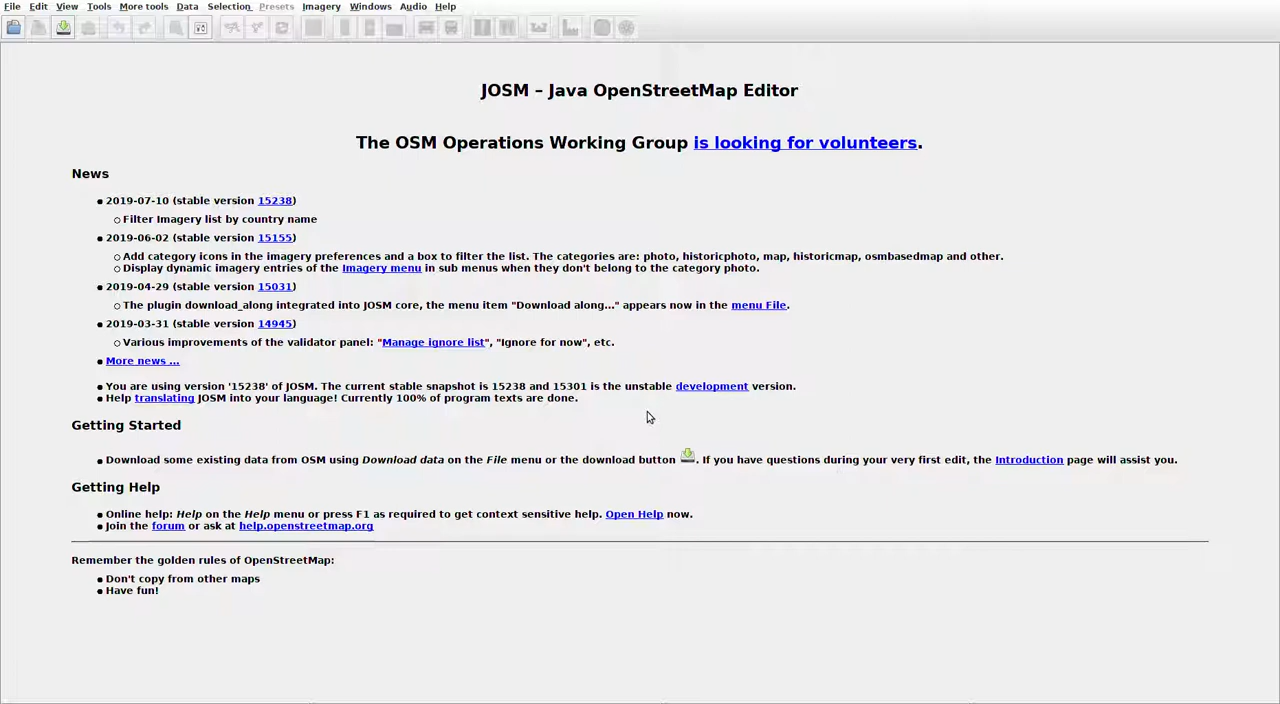 File Edit View Tools More tools Data Selection Presets Imagery Windows Audio Help
JOSM – Java OpenStreetMap Editor
The OSM Operations Working Group is looking for volunteers.
News
2019-07-10 (stable version 15238)
Filter Imagery list by country name
2019-06-02 (stable version 15155)
Add category icons in the imagery preferences and a box to filter the list. The categories are: photo, historicphoto, map, historicmap, osmbasedmap and other.
Display dynamic imagery entries of the Imagery menu in sub menus when they don't belong to the category photo.
2019-04-29 (stable version 15031)
The plugin download_along integrated into JOSM core, the menu item "Download along..." appears now in the menu File.
2019-03-31 (stable version 14945)
Various improvements of the validator panel: "Manage ignore list", "Ignore for now", etc.
More news ...
You are using version '15238' of JOSM. The current stable snapshot is 15238 and 15301 is the unstable development version.
Help translating JOSM into your language! Currently 100% of program texts are done.
Getting Started
Download some existing data from OSM using Download data on the File menu or the download button . If you have questions during your very first edit, the Introduction page will assist you.
Getting Help
Online help: Help on the Help menu or press F1 as required to get context sensitive help. Open Help now.
Join the forum or ask at help.openstreetmap.org
Remember the golden rules of OpenStreetMap:
Don't copy from other maps
Have fun!